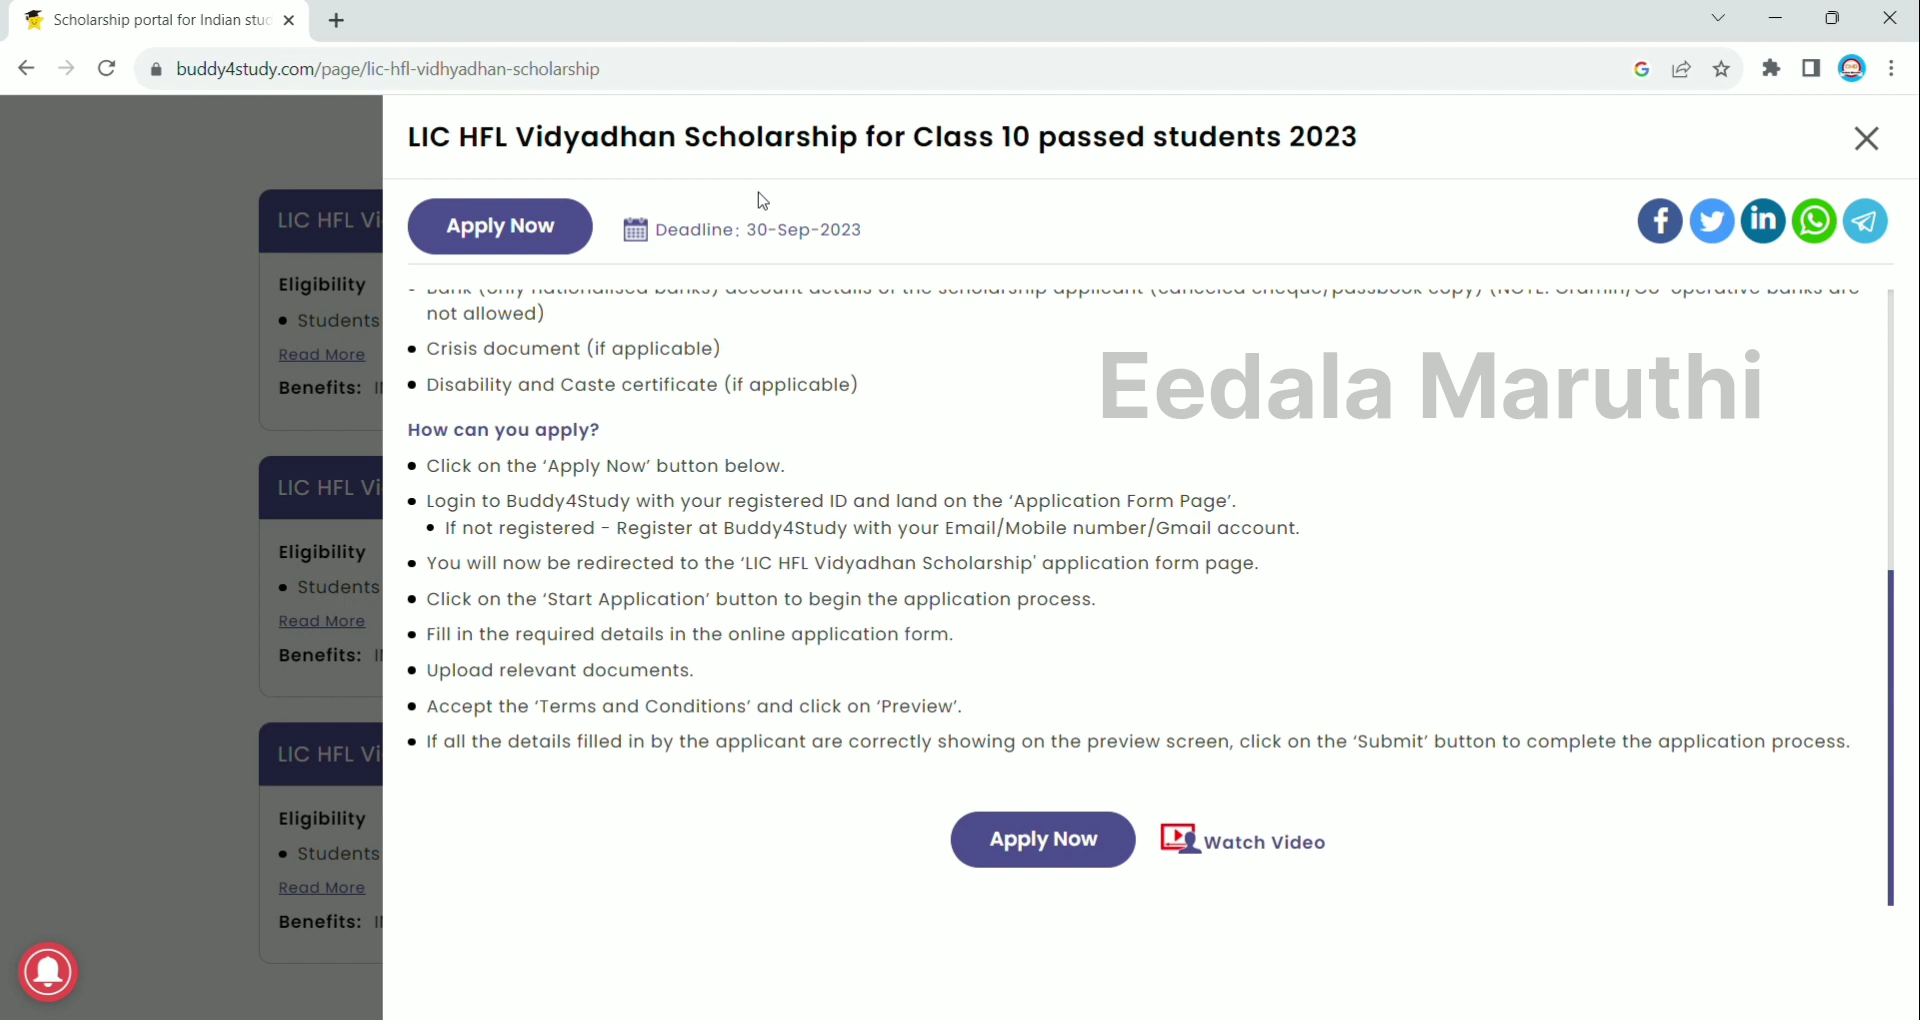 Scholarship portal for Indian stu
buddy4study.com/page/lic-hfl-vidhyadhan-scholarship
LIC HFL Vidyadhan Scholarship for Class 10 passed students 2023
Apply Now
Deadline: 30-Sep-2023
LIC HFL Vi
Eligibility
• Students
Read More
Benefits:
LIC HFL Vi
Eligibility
• Students
Read More
Benefits:
LIC HFL Vi
Eligibility
• Students
Read More
Benefits:
not allowed)
• Crisis document (if applicable)
• Disability and Caste certificate (if applicable)
Eedala Maruthi
How can you apply?
• Click on the ‘Apply Now’ button below.
• Login to Buddy4Study with your registered ID and land on the ‘Application Form Page’.
• If not registered - Register at Buddy4Study with your Email/Mobile number/Gmail account.
• You will now be redirected to the ‘LIC HFL Vidyadhan Scholarship’ application form page.
• Click on the ‘Start Application’ button to begin the application process.
• Fill in the required details in the online application form.
• Upload relevant documents.
• Accept the ‘Terms and Conditions’ and click on ‘Preview’.
• If all the details filled in by the applicant are correctly showing on the preview screen, click on the ‘Submit’ button to complete the application process.
Apply Now
Watch Video